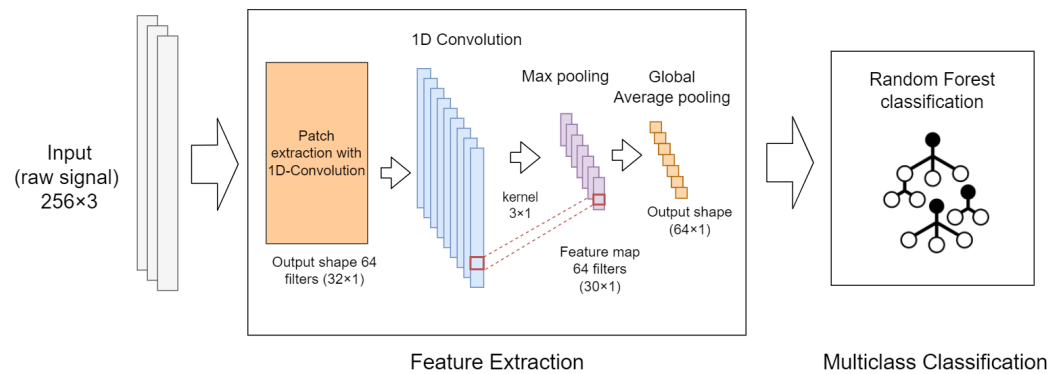 Input
(raw signal)
256×3
Patch
extraction with
1D-Convolution
Output shape 64
filters (32×1)
1D Convolution
kernel
3×1
Max pooling
Feature map
64 filters
(30×1)
Global
Average pooling
Output shape
(64×1)
Feature Extraction
Random Forest
classification
Multiclass Classification